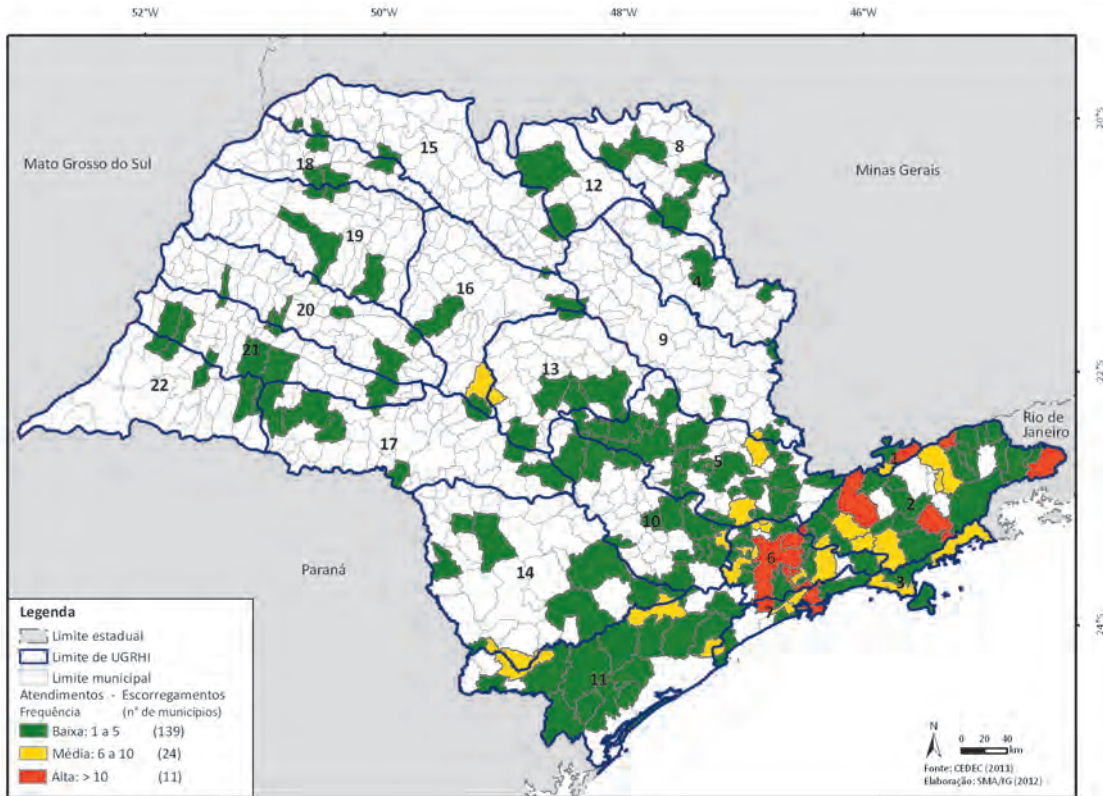 52°W 50°W 48°W 46°W
20°S
22°S
24°S
Mato Grosso do Sul
Minas Gerais
Rio de
Janeiro
Paraná
15
8
18
12
19
4
16
20
9
21
13
22
17
5
1
2
10
6
14
3
7
11
Legenda
Limite estadual
Limite de UGRHI
Limite municipal
Atendimentos - Escorregamentos
Frequência (n° de municípios)
Baixa: 1 a 5 (139)
Média: 6 a 10 (24)
Alta: > 10 (11)
N
0 20 40
km
Fonte: CEDEC (2011)
Elaboração: SMA/IG (2012)